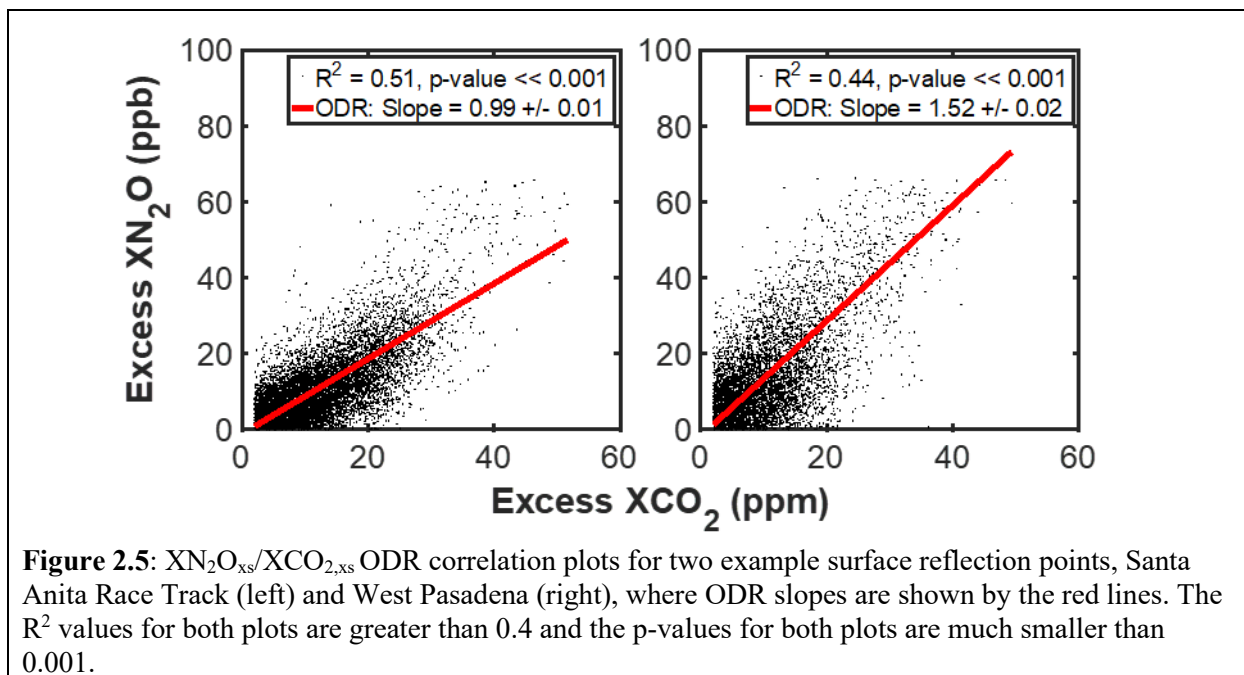 100
80
60
40
20
0
0
20
40
60
Excess XN₂O (ppb)
R² = 0.51, p-value << 0.001
ODR: Slope = 0.99 +/- 0.01
100
80
60
40
20
0
0
20
40
60
R² = 0.44, p-value << 0.001
ODR: Slope = 1.52 +/- 0.02
Excess XCO₂ (ppm)
Figure 2.5: XN₂Oₓₛ/XCO₂,ₓₛ ODR correlation plots for two example surface reflection points, Santa
Anita Race Track (left) and West Pasadena (right), where ODR slopes are shown by the red lines. The
R² values for both plots are greater than 0.4 and the p-values for both plots are much smaller than
0.001.